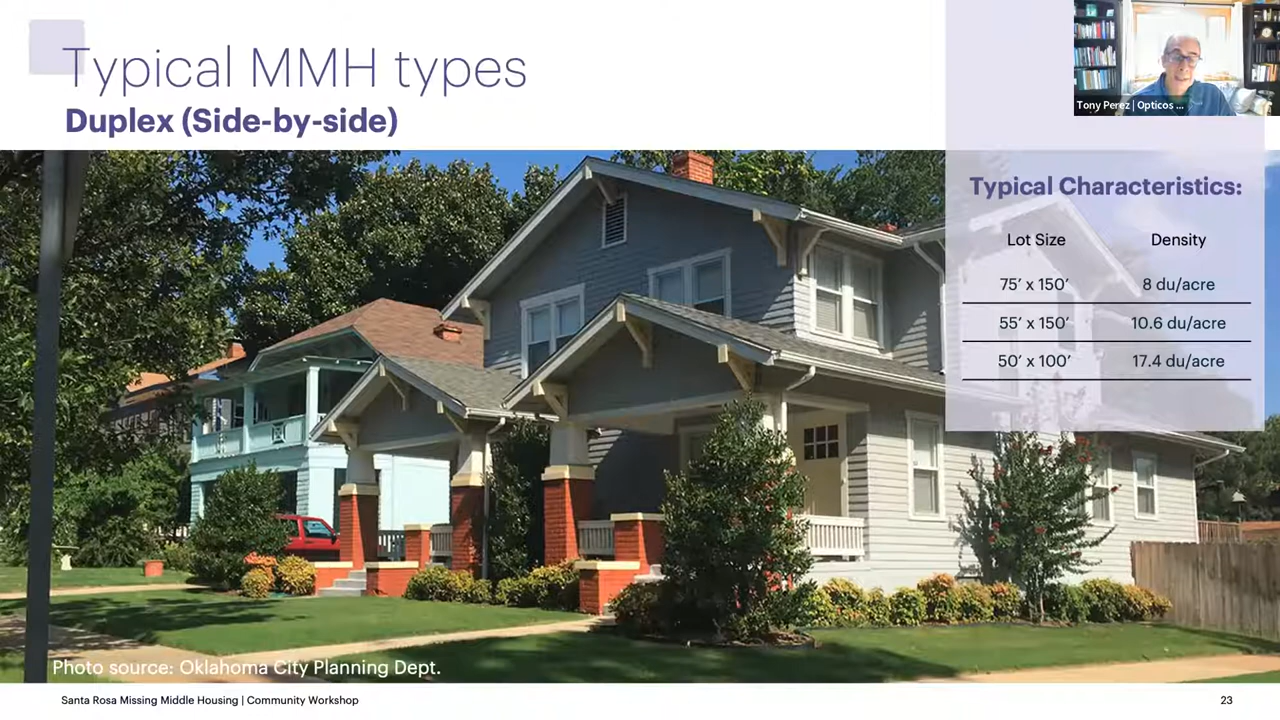 Typical MMH types
Duplex (Side-by-side)
Tony Perez | Opticos ...
Typical Characteristics:
Lot Size Density
75’ x 150’ 8 du/acre
55’ x 150’ 10.6 du/acre
50’ x 100’ 17.4 du/acre
Photo source: Oklahoma City Planning Dept.
Santa Rosa Missing Middle Housing | Community Workshop
23